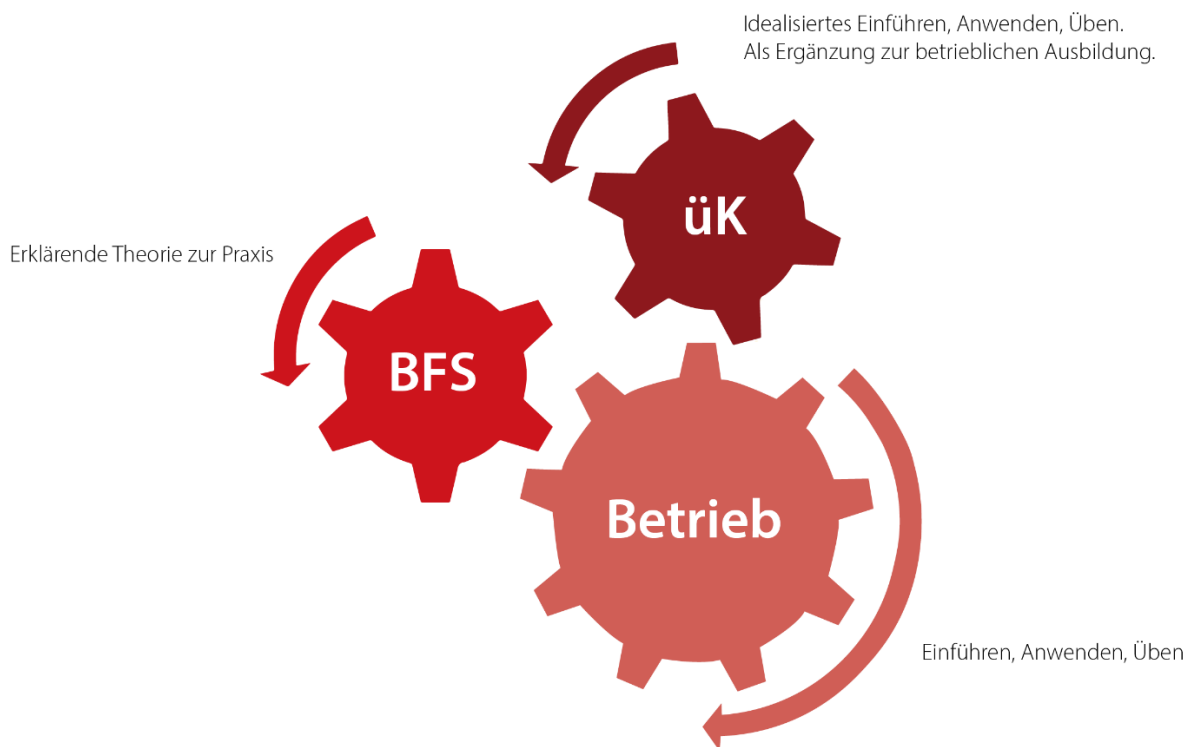 Idealisiertes Einführen, Anwenden, Üben.
Als Ergänzung zur betrieblichen Ausbildung.
üK
Erklärende Theorie zur Praxis
BFS
Betrieb
Einführen, Anwenden, Üben